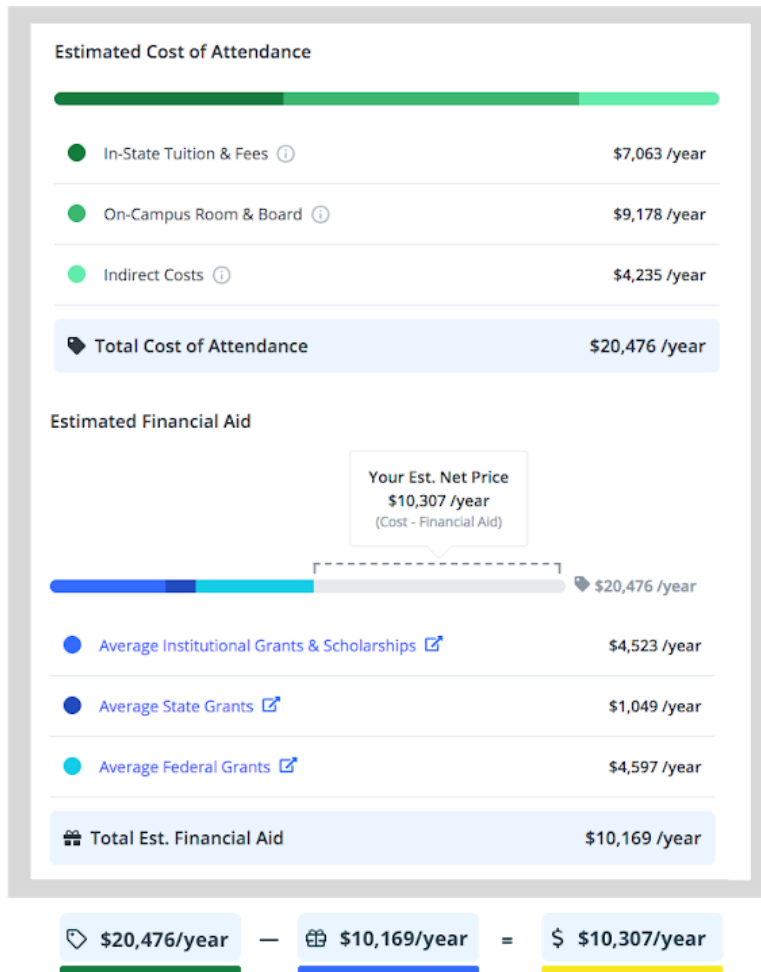 Estimated Cost of Attendance
In-State Tuition & Fees $7,063 /year
On-Campus Room & Board $9,178 /year
Indirect Costs $4,235 /year
Total Cost of Attendance $20,476 /year
Estimated Financial Aid
Your Est. Net Price
$10,307 /year
(Cost - Financial Aid)
$20,476 /year
Average Institutional Grants & Scholarships $4,523 /year
Average State Grants $1,049 /year
Average Federal Grants $4,597 /year
Total Est. Financial Aid $10,169 /year
$20,476/year — $10,169/year = $ $10,307/year